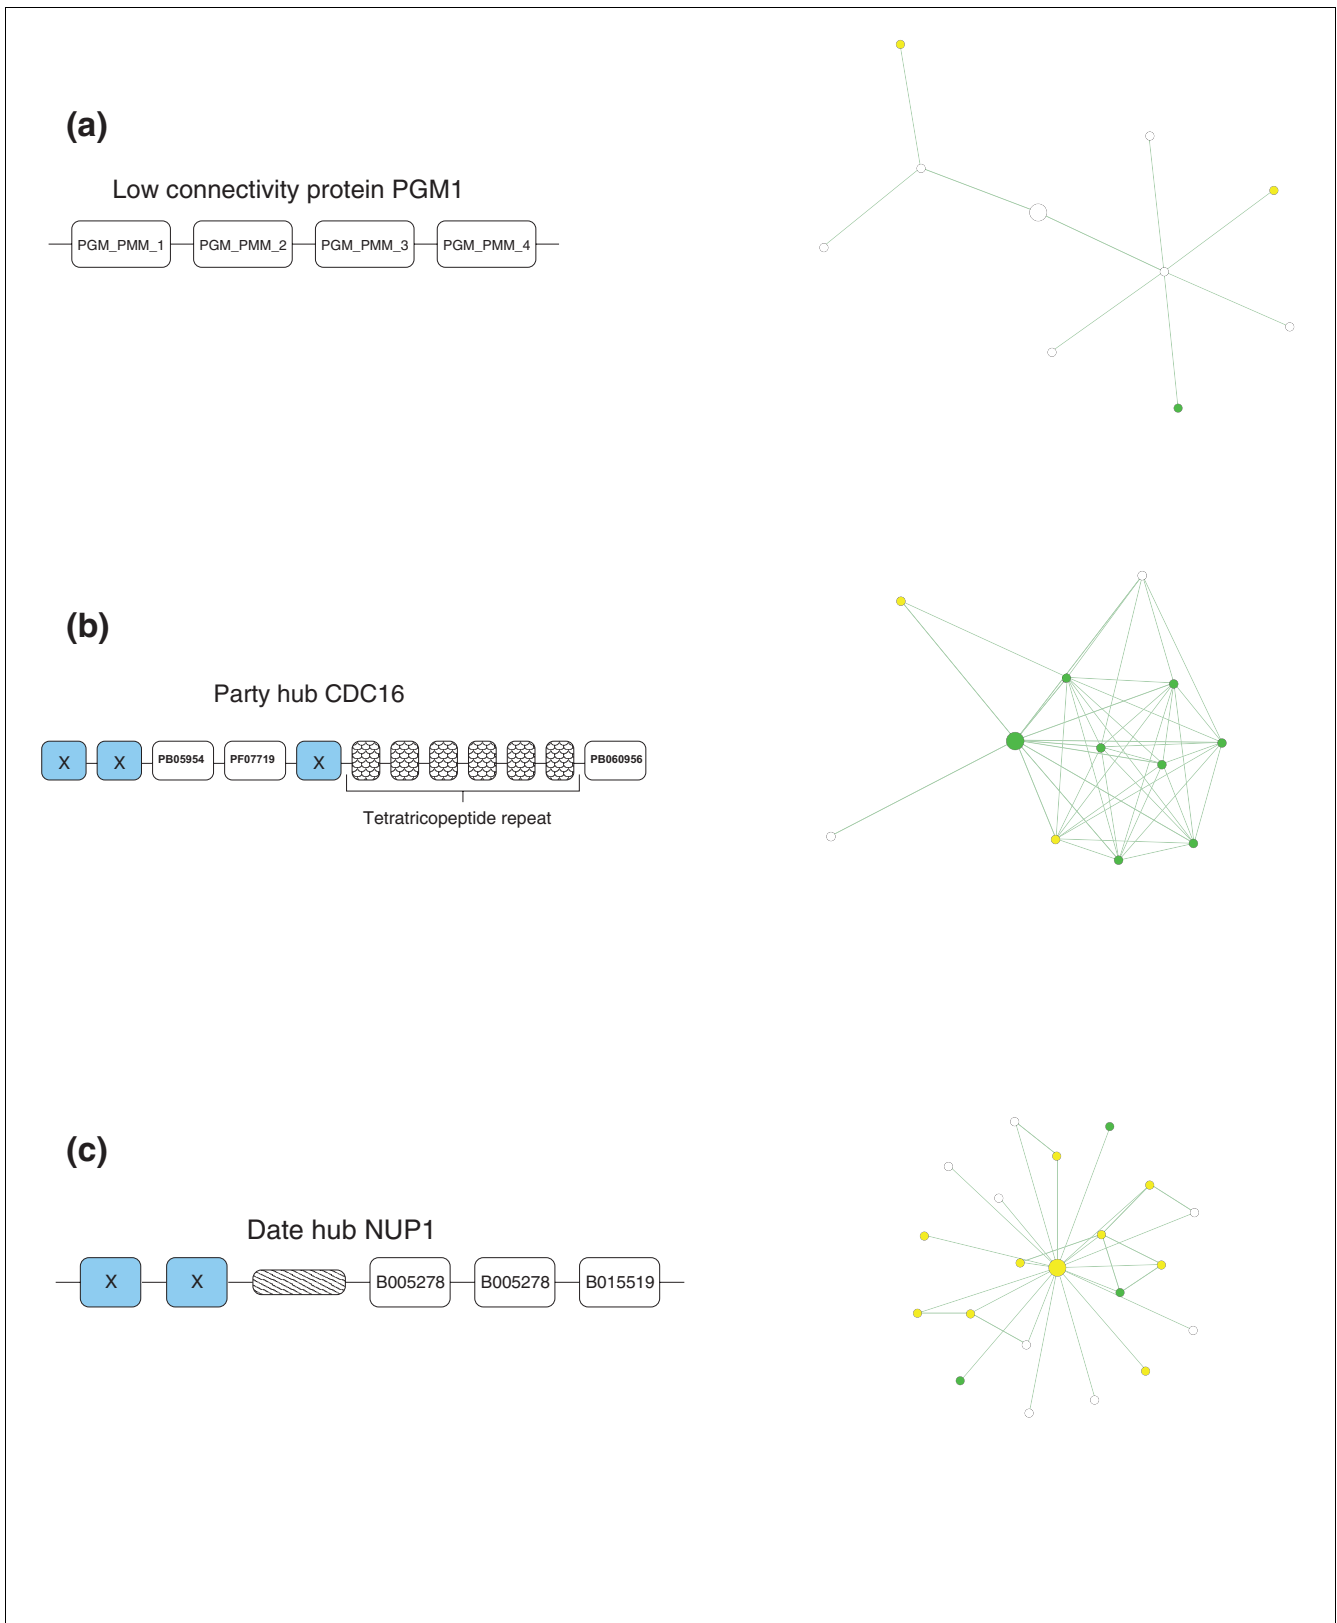 (a)
Low connectivity protein PGM1
PGM_PMM_1 PGM_PMM_2 PGM_PMM_3 PGM_PMM_4
(b)
Party hub CDC16
X X PB05954 PF07719 X PB060956
Tetratricopeptide repeat
(c)
Date hub NUP1
X X B005278 B005278 B015519